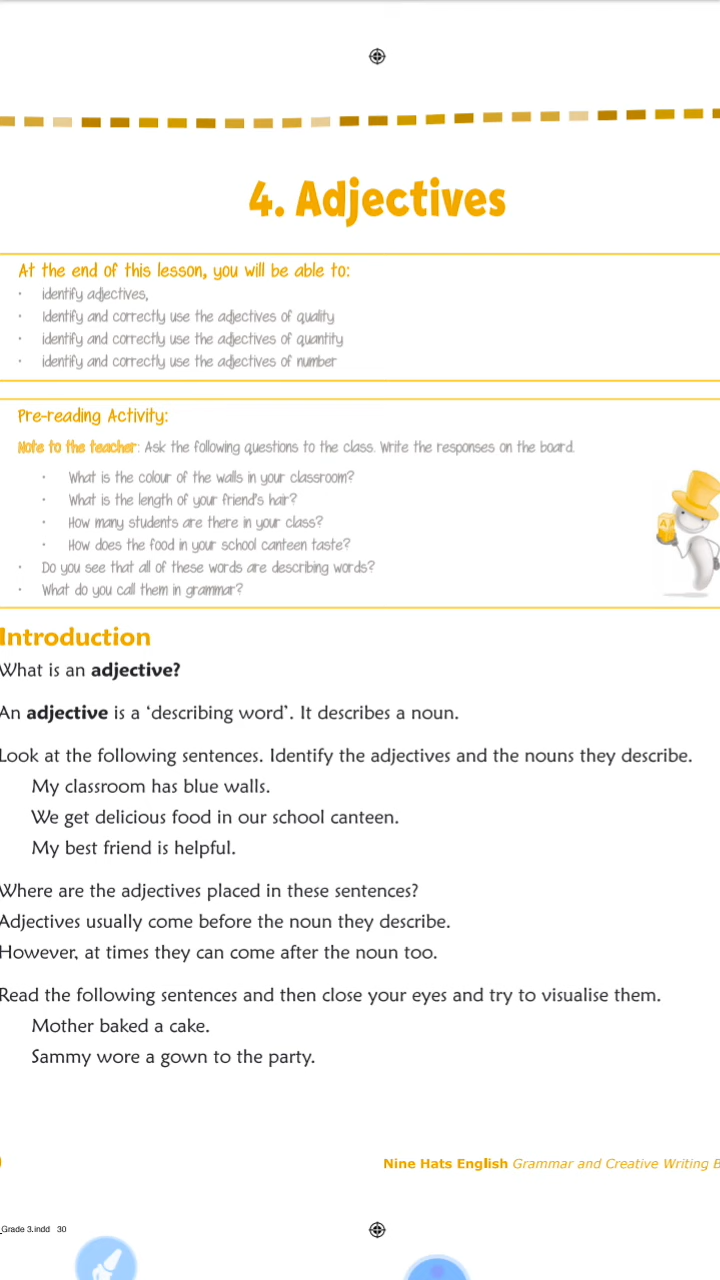 4. Adjectives
At the end of this lesson, you will be able to:
· identify adjectives,
· Identify and correctly use the adjectives of quality
· identify and correctly use the adjectives of quantity
· identify and correctly use the adjectives of number
Pre-reading Activity:
Note to the teacher: Ask the following questions to the class. Write the responses on the board.
· What is the colour of the walls in your classroom?
· What is the length of your friend's hair?
· How many students are there in your class?
· How does the food in your school canteen taste?
· Do you see that all of these words are describing words?
· What do you call them in grammar?
Introduction
What is an adjective?
An adjective is a ‘describing word’. It describes a noun.
Look at the following sentences. Identify the adjectives and the nouns they describe.
My classroom has blue walls.
We get delicious food in our school canteen.
My best friend is helpful.
Where are the adjectives placed in these sentences?
Adjectives usually come before the noun they describe.
However, at times they can come after the noun too.
Read the following sentences and then close your eyes and try to visualise them.
Mother baked a cake.
Sammy wore a gown to the party.
Nine Hats English Grammar and Creative Writing B
_Grade 3.indd 30